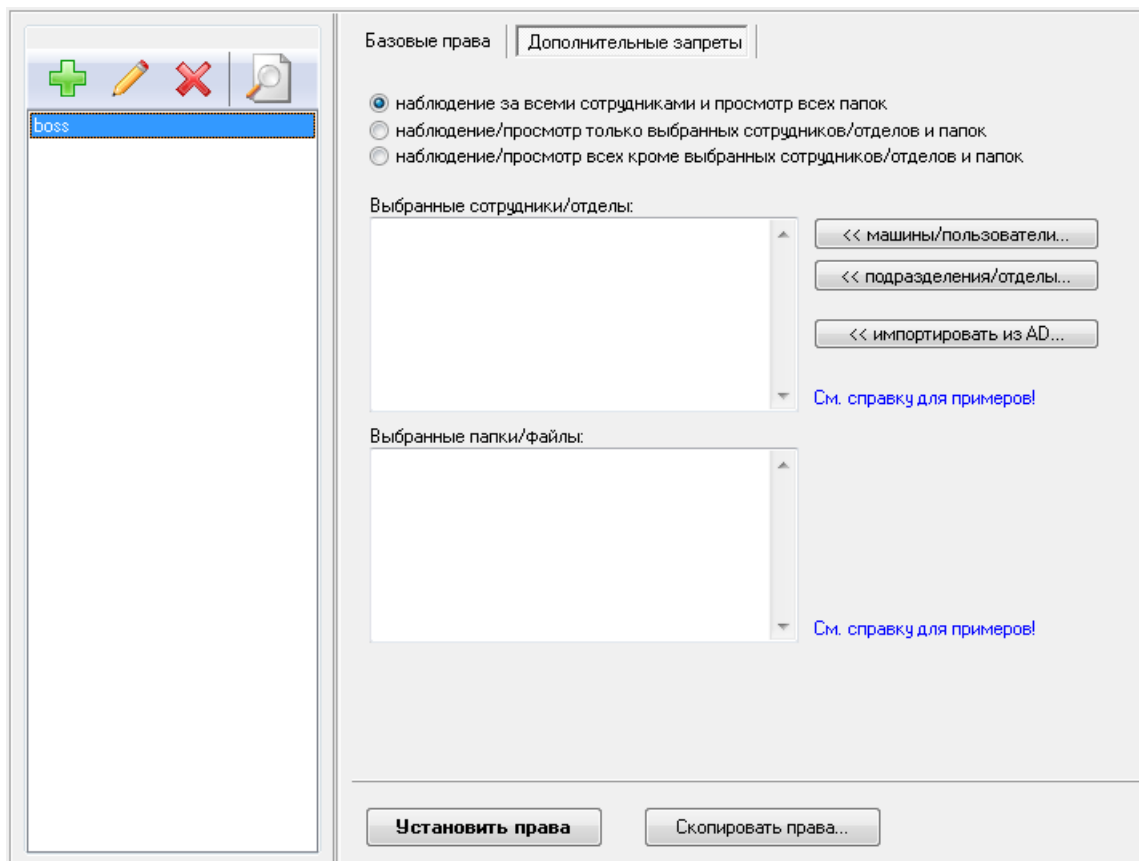 boss
Базовые права
Дополнительные запреты
наблюдение за всеми сотрудниками и просмотр всех папок
наблюдение/просмотр только выбранных сотрудников/отделов и папок
наблюдение/просмотр всех кроме выбранных сотрудников/отделов и папок
Выбранные сотрудники/отделы:
<< машины/пользователи...
<< подразделения/отделы...
<< импортировать из AD...
См. справку для примеров!
Выбранные папки/файлы:
См. справку для примеров!
Установить права
Скопировать права...